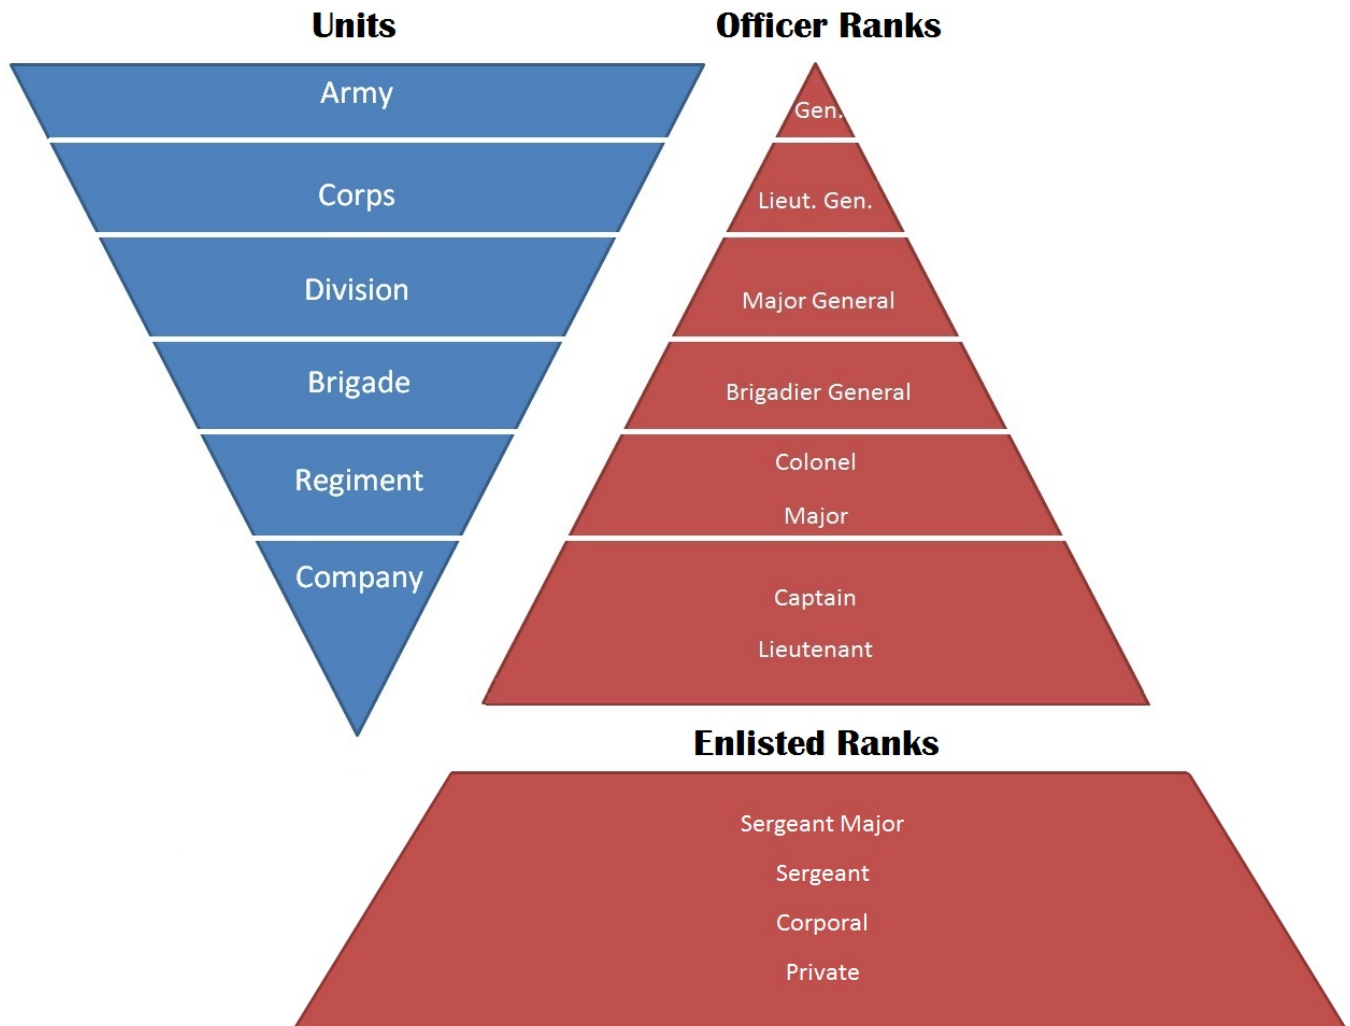 Units
Army
Corps
Division
Brigade
Regiment
Company
Officer Ranks
Gen.
Lieut. Gen.
Major General
Brigadier General
Colonel
Major
Captain
Lieutenant
Enlisted Ranks
Sergeant Major
Sergeant
Corporal
Private